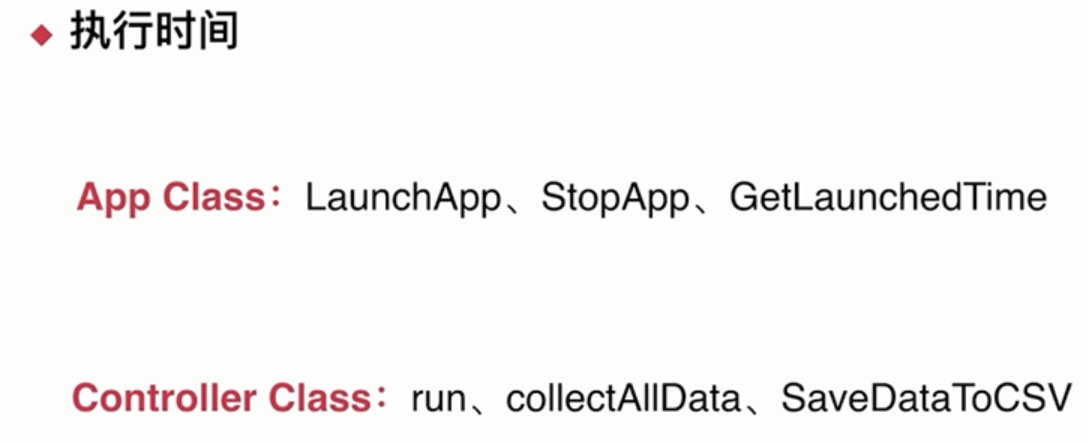 执行时间
App Class：LaunchApp、StopApp、GetLaunchedTime
Controller Class：run、collectAllData、SaveDataToCSV